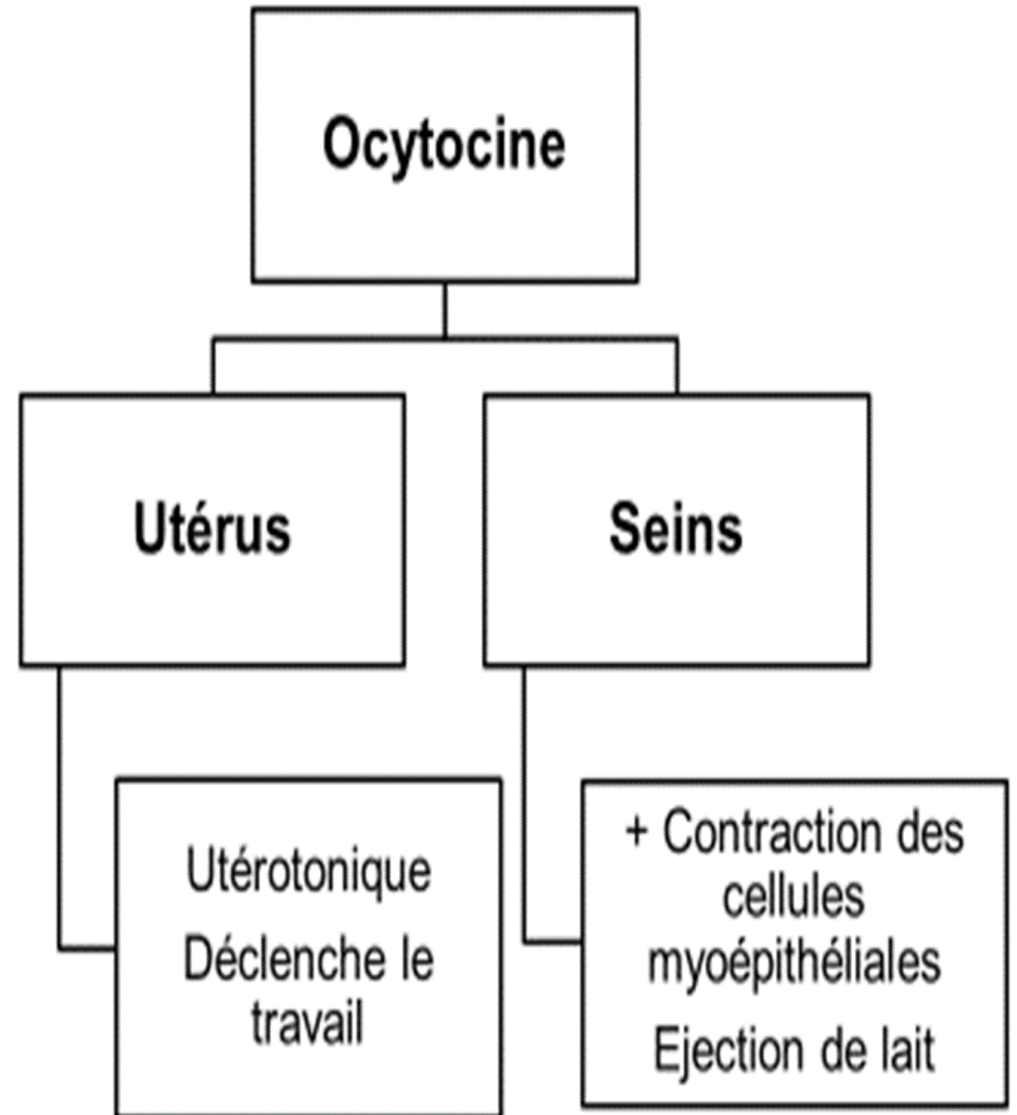 Ocytocine
Utérus
Seins
Utérotonique
Déclenche le
travail
+ Contraction des
cellules
myoépithéliales
Ejection de lait